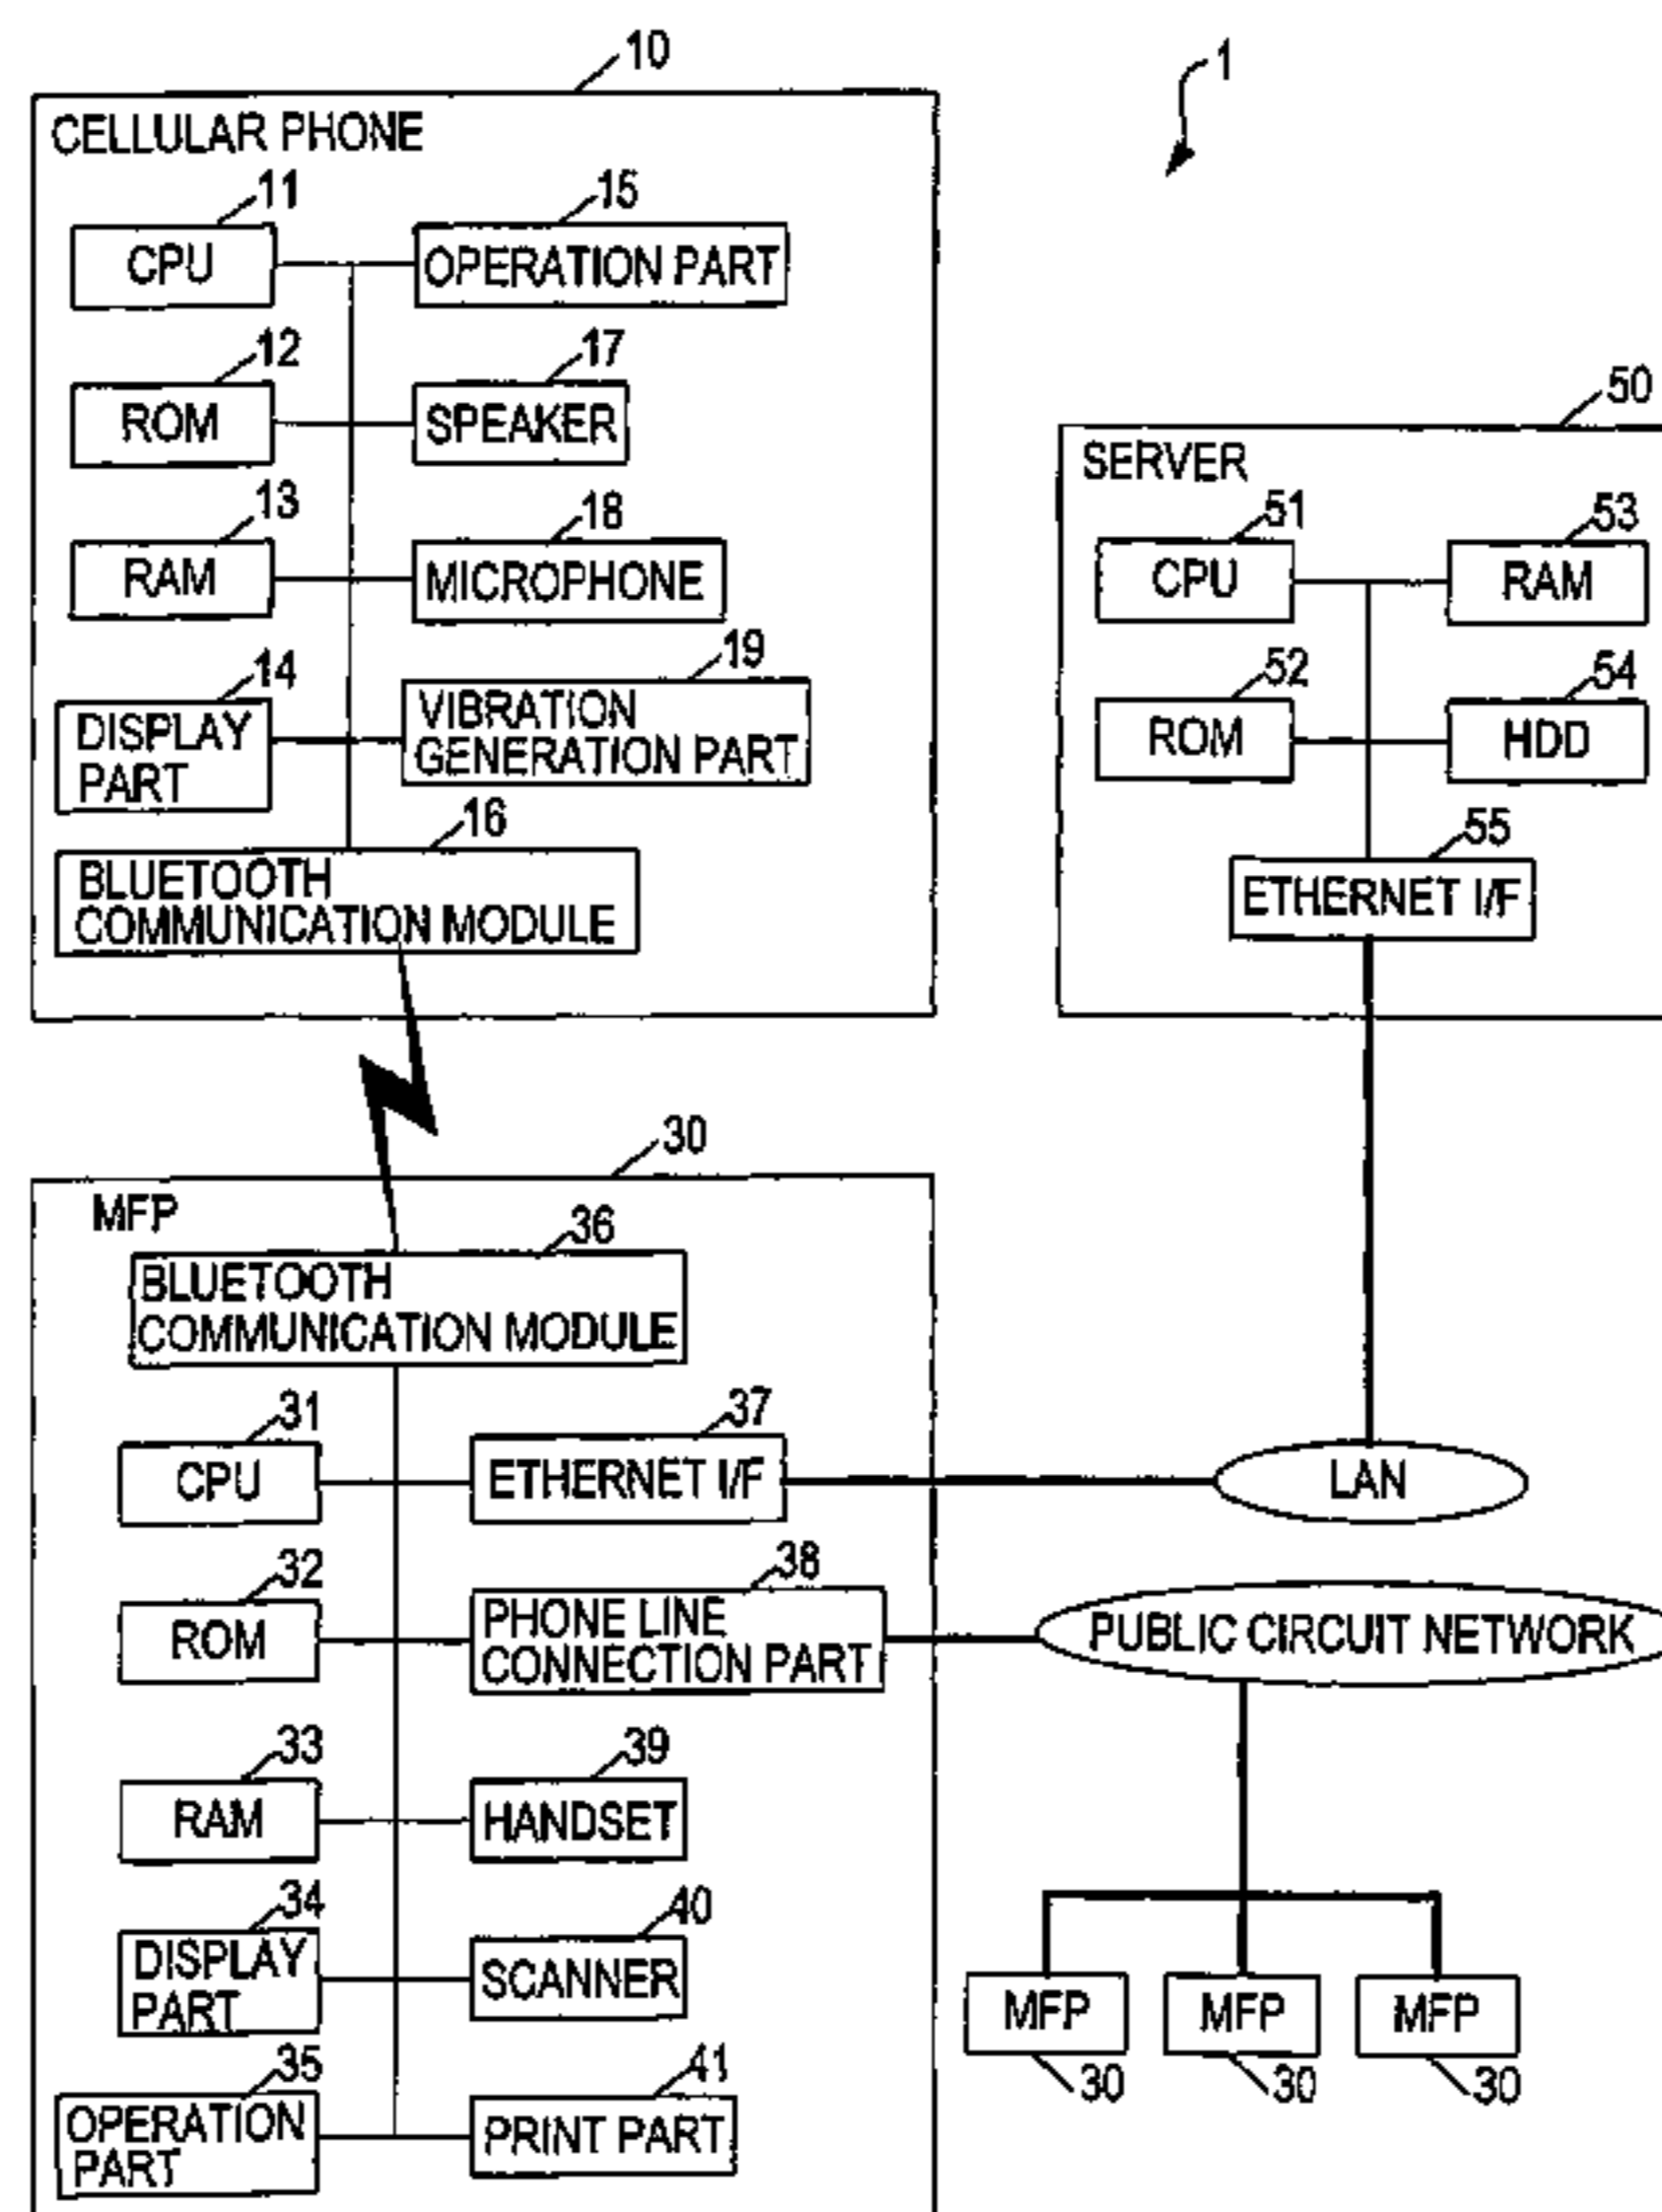 10
1
CELLULAR PHONE
11
15
CPU
OPERATION PART
12
17
ROM
SPEAKER
13
18
RAM
MICROPHONE
14
19
DISPLAY
PART
VIBRATION
GENERATION PART
16
BLUETOOTH
COMMUNICATION MODULE
50
SERVER
51
53
CPU
RAM
52
54
ROM
HDD
55
ETHERNET I/F
30
MFP
36
BLUETOOTH
COMMUNICATION MODULE
31
37
CPU
ETHERNET I/F
LAN
32
38
ROM
PHONE LINE
CONNECTION PART
PUBLIC CIRCUIT NETWORK
33
39
RAM
HANDSET
34
40
DISPLAY
PART
SCANNER
35
41
OPERATION
PART
PRINT PART
MFP
MFP
MFP
30
30
30